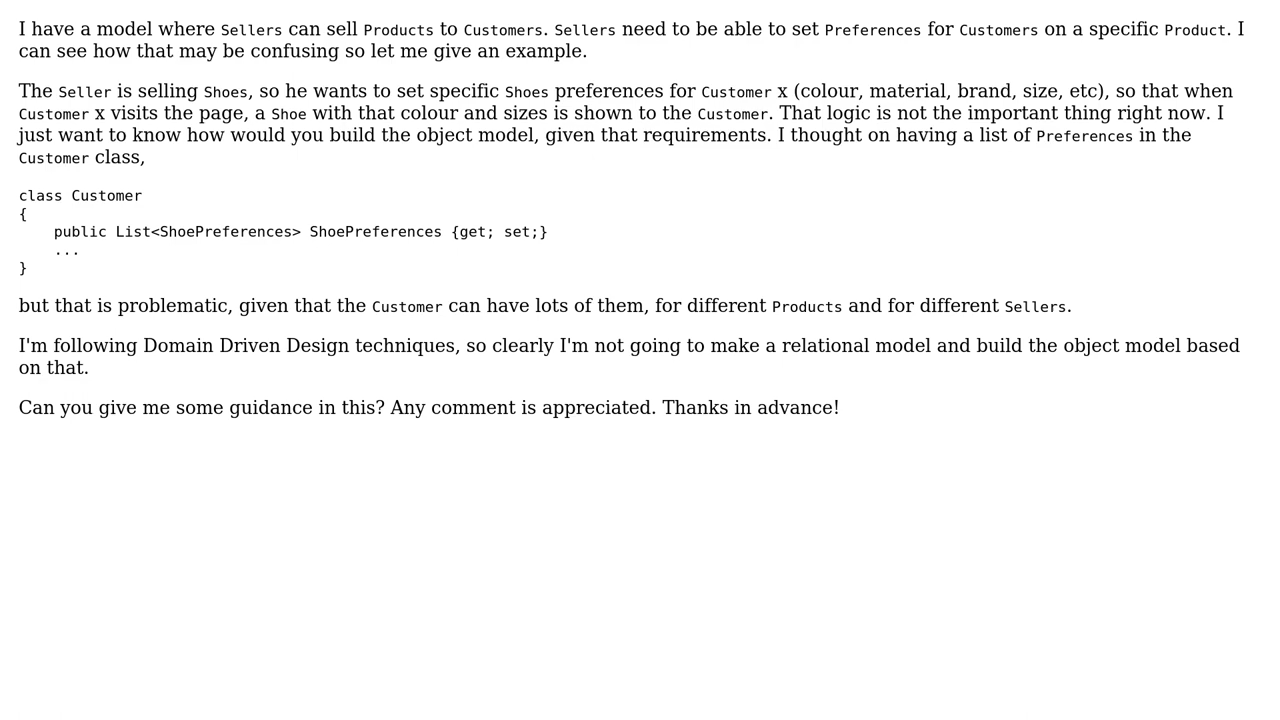 I have a model where Sellers can sell Products to Customers. Sellers need to be able to set Preferences for Customers on a specific Product. I
can see how that may be confusing so let me give an example.
The Seller is selling Shoes, so he wants to set specific Shoes preferences for Customer x (colour, material, brand, size, etc), so that when
Customer x visits the page, a Shoe with that colour and sizes is shown to the Customer. That logic is not the important thing right now. I
just want to know how would you build the object model, given that requirements. I thought on having a list of Preferences in the
Customer class,
class Customer
{
    public List<ShoePreferences> ShoePreferences {get; set;}
    ...
}
but that is problematic, given that the Customer can have lots of them, for different Products and for different Sellers.
I'm following Domain Driven Design techniques, so clearly I'm not going to make a relational model and build the object model based
on that.
Can you give me some guidance in this? Any comment is appreciated. Thanks in advance!